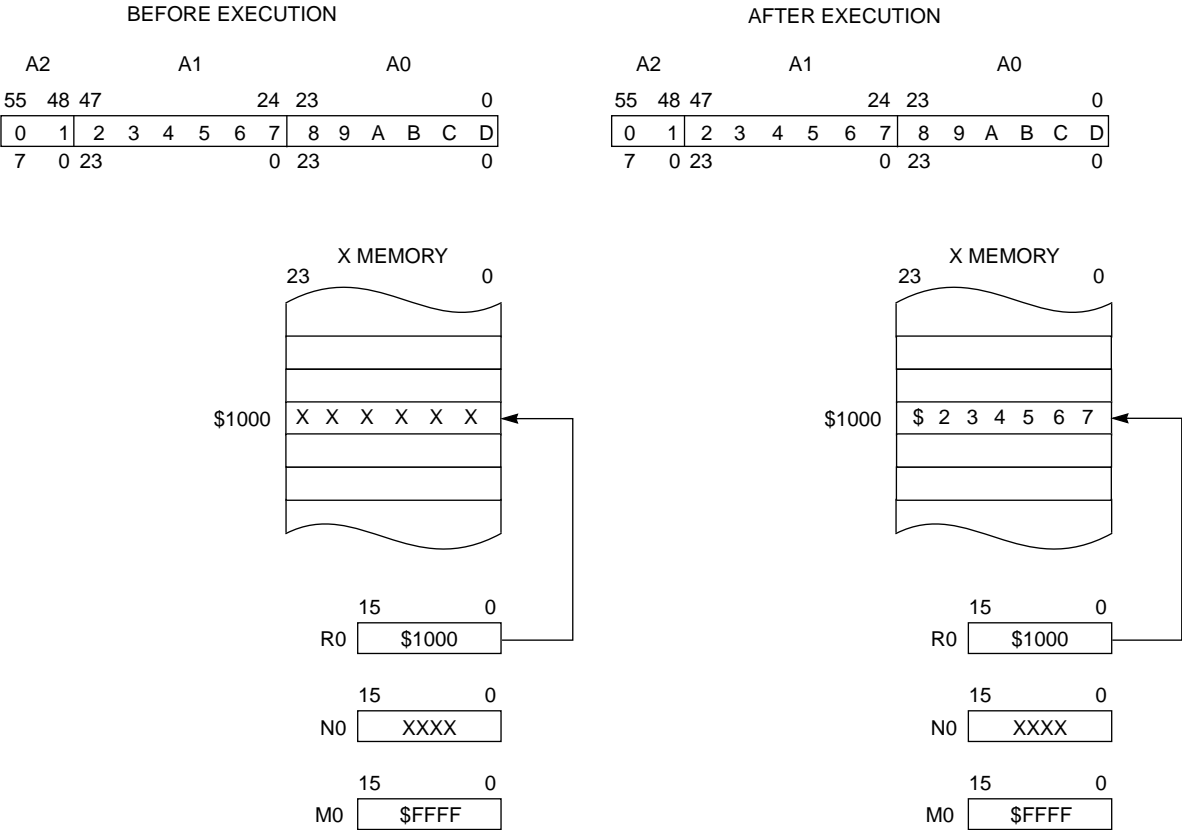 BEFORE EXECUTION AFTER EXECUTION
A2 A1 A0 A2 A1 A0
55 48 47 24 23 0 55 48 47 24 23 0
0 1 2 3 4 5 6 7 8 9 A B C D 0 1 2 3 4 5 6 7 8 9 A B C D
7 0 23 0 23 0 7 0 23 0 23 0
X MEMORY X MEMORY
23 0 23 0
$1000 X X X X X X $1000 $ 2 3 4 5 6 7
15 0 15 0
R0 $1000 R0 $1000
15 0 15 0
N0 XXXX N0 XXXX
15 0 15 0
M0 $FFFF M0 $FFFF